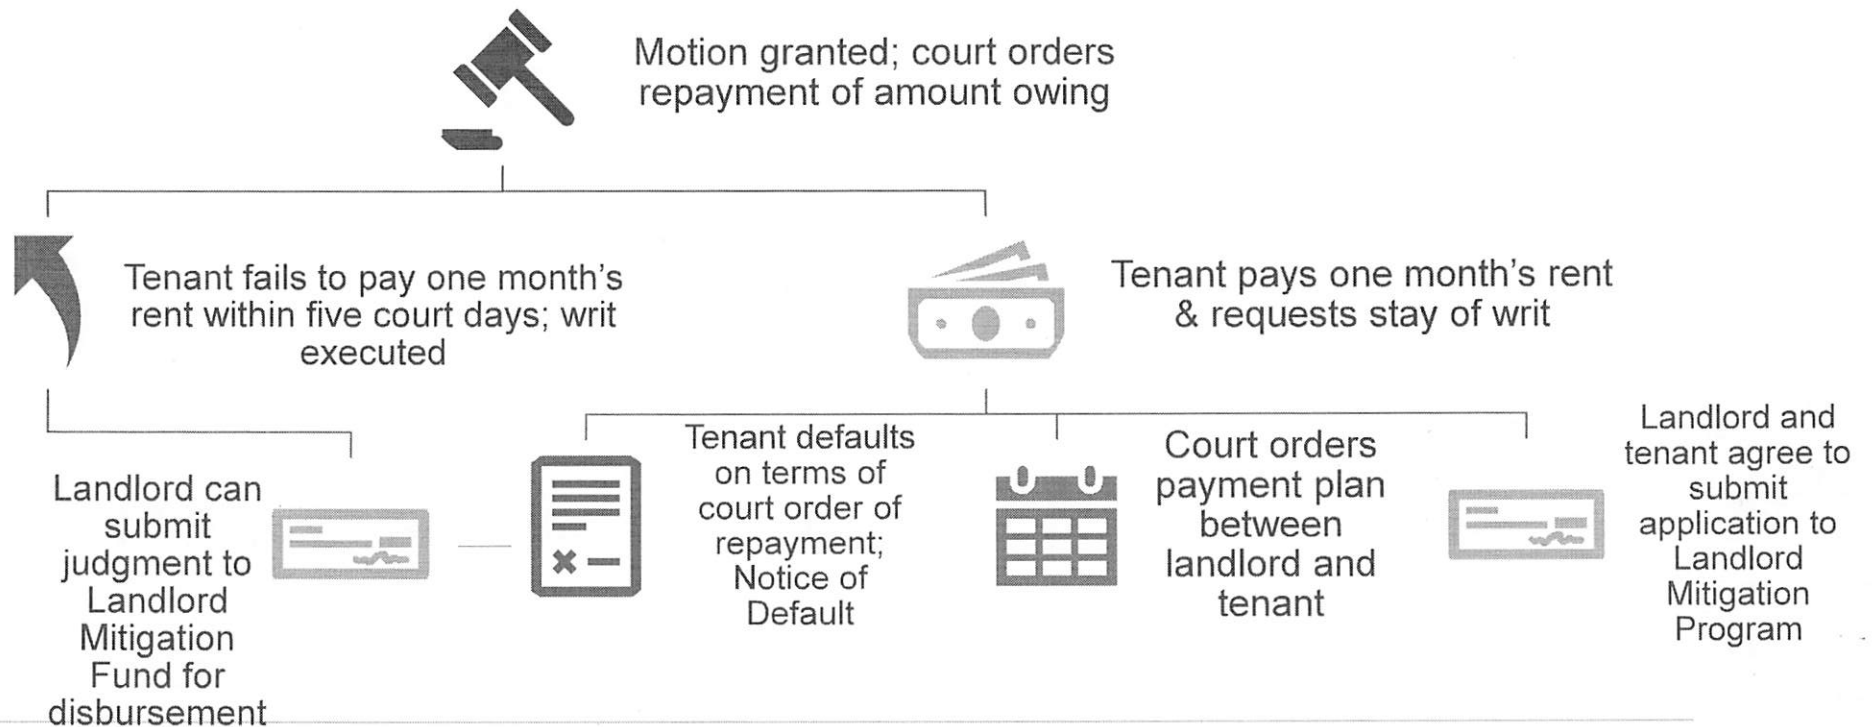 Motion granted; court orders
repayment of amount owing
Tenant fails to pay one month's
rent within five court days; writ
executed
Tenant pays one month's rent
& requests stay of writ
Landlord can
submit
judgment to
Landlord
Mitigation
Fund for
disbursement
Tenant defaults
on terms of
court order of
repayment;
Notice of
Default
Court orders
payment plan
between
landlord and
tenant
Landlord and
tenant agree to
submit
application to
Landlord
Mitigation
Program